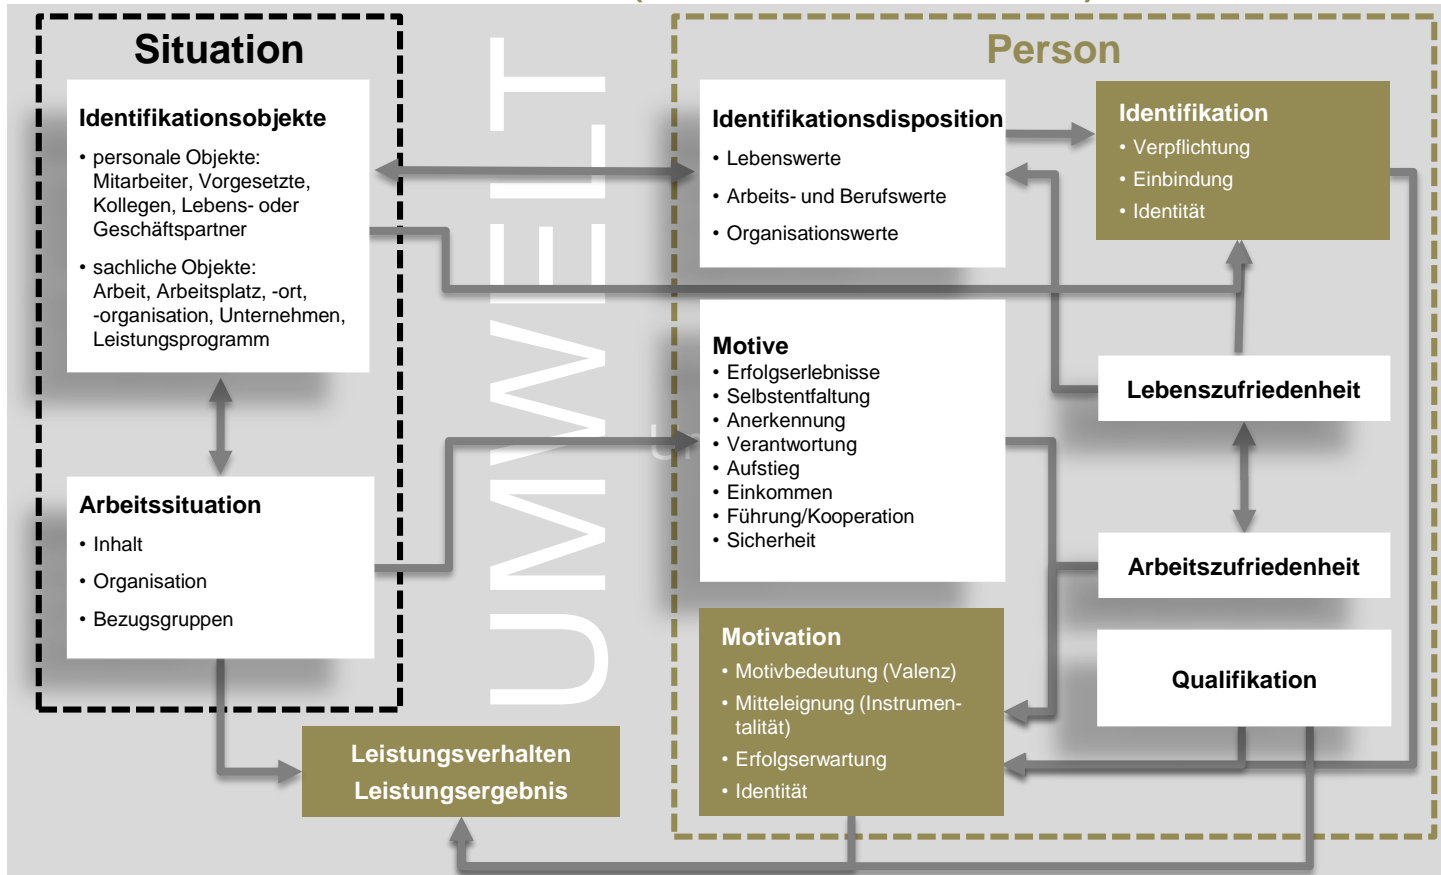 Situation
Identifikationsobjekte
• personale Objekte:
Mitarbeiter, Vorgesetzte,
Kollegen, Lebens- oder
Geschäftspartner
• sachliche Objekte:
Arbeit, Arbeitsplatz, -ort,
-organisation, Unternehmen,
Leistungsprogramm
Arbeitssituation
• Inhalt
• Organisation
• Bezugsgruppen
UMWELT
Person
Identifikationsdisposition
• Lebenswerte
• Arbeits- und Berufswerte
• Organisationswerte
Identifikation
• Verpflichtung
• Einbindung
• Identität
Motive
• Erfolgserlebnisse
• Selbstentfaltung
• Anerkennung
• Verantwortung
• Aufstieg
• Einkommen
• Führung/Kooperation
• Sicherheit
Lebenszufriedenheit
Arbeitszufriedenheit
Motivation
• Motivbedeutung (Valenz)
• Mitteleignung (Instrumen-
talität)
• Erfolgserwartung
• Identität
Qualifikation
Leistungsverhalten
Leistungsergebnis